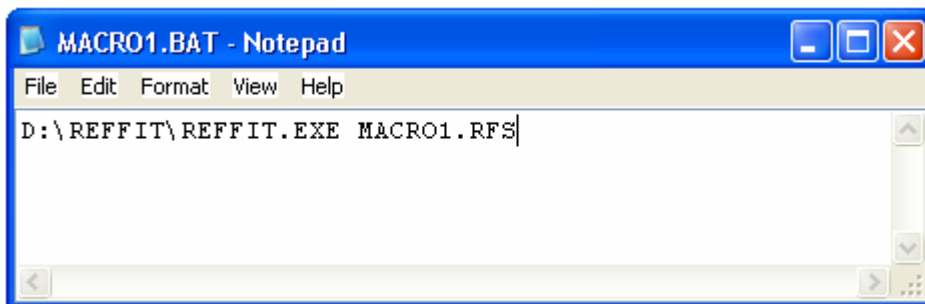 MACRO1.BAT - Notepad
File Edit Format View Help
D:\REFFIT\REFFIT.EXE MACRO1.RFS